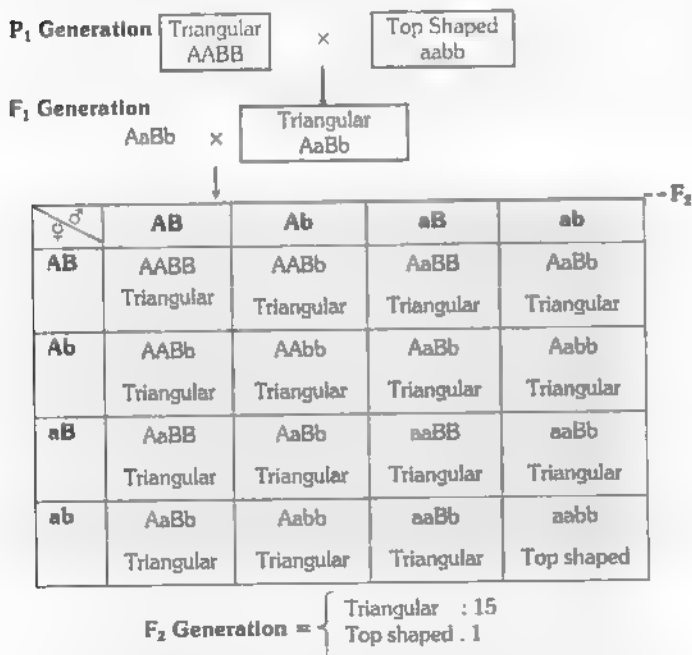 P₁ Generation Triangular × Top Shaped
AABB aabb
F₁ Generation Triangular
AaBb × AaBb
F₂
♀ ♂ AB Ab aB ab
AB AABB AABb AaBB AaBb
Triangular Triangular Triangular Triangular
Ab AABb AAbb AaBb Aabb
Triangular Triangular Triangular Triangular
aB AaBB AaBb aaBB aaBb
Triangular Triangular Triangular Triangular
ab AaBb Aabb aaBb aabb
Triangular Triangular Triangular Top shaped
F₂ Generation = { Triangular : 15
Top shaped . 1